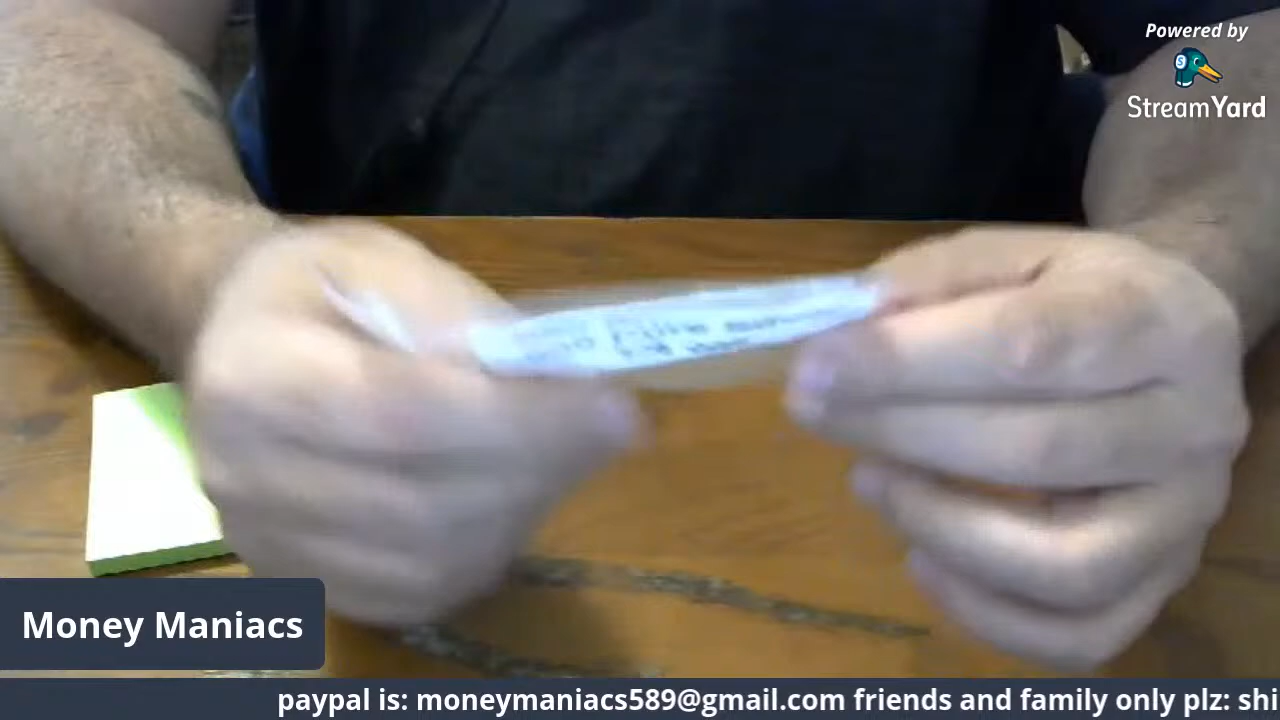 Powered by
StreamYard
Money Maniacs
paypal is: moneymaniacs589@gmail.com friends and family only plz: shi